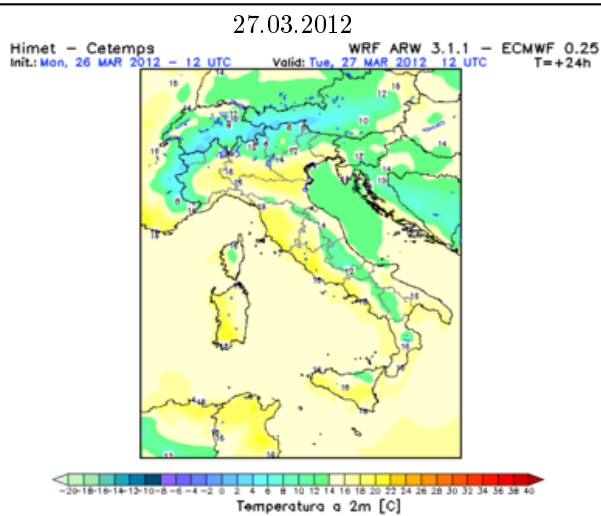 27.03.2012
Himet - Cetemps WRF ARW 3.1.1 - ECMWF 0.25
Init.: Mon, 26 MAR 2012 - 12 UTC Valid: Tue, 27 MAR 2012 12 UTC T=+24h
-20-18-16-14-12-10-8 -6 -4 -2 0 2 4 6 8 10 12 14 16 18 20 22 24 26 28 30 32 34 36 38 40
Temperatura a 2m [C]